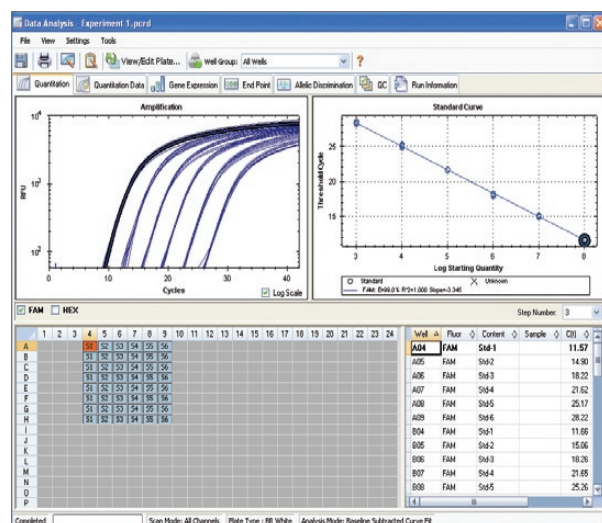 Data Analysis - Experiment 1.pcrd
File View Settings Tools
View/Edit Plate... Well Group: All Wells
Quantitation Quantitation Data Gene Expression End Point Allelic Discrimination QC Run Information
Amplification
10^4
10^3
10^2
RFU
0 10 20 30 40
Cycles
Log Scale
Standard Curve
Threshold Cycle
25
20
15
3 4 5 6 7 8
Log Starting Quantity
Standard Unknown
FAM: E=99.0% R^2=1.000 Slope=-3.345
FAM HEX Step Number: 3
1 2 3 4 5 6 7 8 9 10 11 12 13 14 15 16 17 18 19 20 21 22 23 24
A S1 S2 S3 S4 S5 S6
B S1 S2 S3 S4 S5 S6
C S1 S2 S3 S4 S5 S6
D S1 S2 S3 S4 S5 S6
E S1 S2 S3 S4 S5 S6
F S1 S2 S3 S4 S5 S6
G S1 S2 S3 S4 S5 S6
H S1 S2 S3 S4 S5 S6
I
J
K
L
M
N
O
P
Well Fluor Content Sample C(t)
A04 FAM Std-1 11.57
A05 FAM Std-2 14.90
A06 FAM Std-3 18.22
A07 FAM Std-4 21.62
A08 FAM Std-5 25.17
A09 FAM Std-6 28.22
B04 FAM Std-1 11.66
B05 FAM Std-2 15.06
B06 FAM Std-3 18.26
B07 FAM Std-4 21.65
B08 FAM Std-5 25.26
Completed Scan Mode: All Channels Plate Type : BR White Analysis Mode: Baseline Subtracted Curve Fit